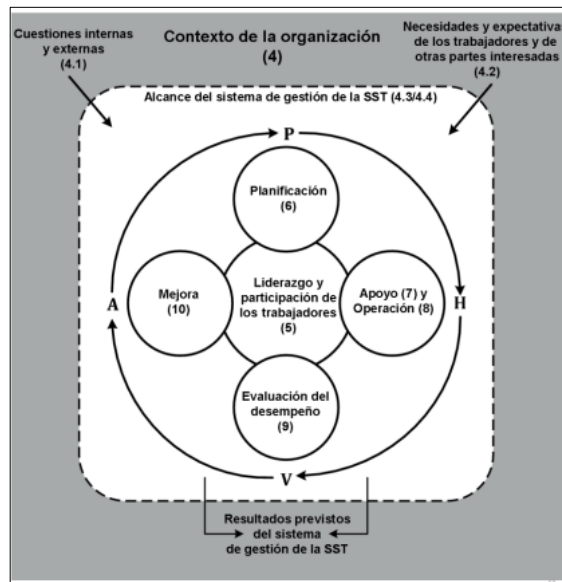 Cuestiones internas
y externas
(4.1)
Contexto de la organización
(4)
Necesidades y expectativa
de los trabajadores y de
otras partes interesadas
(4.2)
Alcance del sistema de gestión de la SST (4.3/4.4)
P
Planificación
(6)
A
Mejora
(10)
Liderazgo y
participación de
los trabajadores
(5)
Apoyo (7) y
Operación (8)
H
Evaluación del
desempeño
(9)
V
Resultados previstos
del sistema
de gestión de la SST